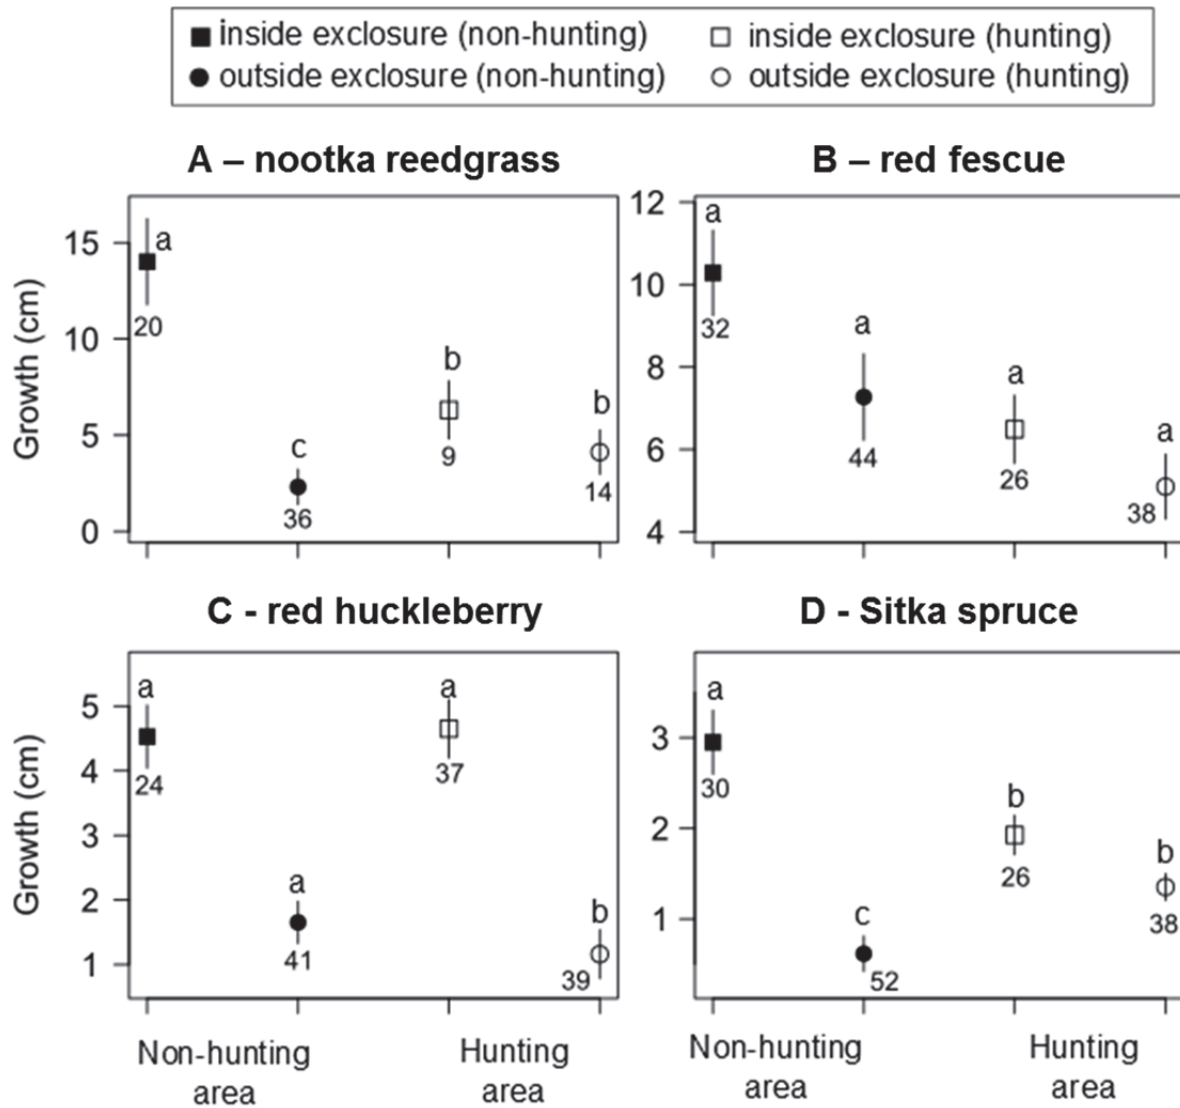 inside exclosure (non-hunting) inside exclosure (hunting)
outside exclosure (non-hunting) outside exclosure (hunting)
A – nootka reedgrass
Growth (cm)
15
10
5
0
a
20
c
36
b
9
b
14
B – red fescue
12
10
8
6
4
a
32
a
44
a
26
a
38
C - red huckleberry
Growth (cm)
5
4
3
2
1
a
24
a
41
a
37
b
39
Non-hunting
area
Hunting
area
D - Sitka spruce
3
2
1
a
30
c
52
b
26
b
38
Non-hunting
area
Hunting
area